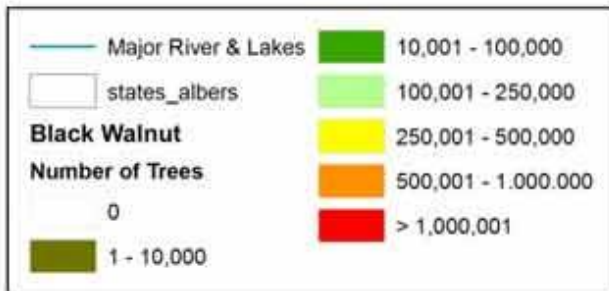 Major River & Lakes
states_albers
Black Walnut
Number of Trees
0
1 - 10,000
10,001 - 100,000
100,001 - 250,000
250,001 - 500,000
500,001 - 1.000.000
> 1,000,001